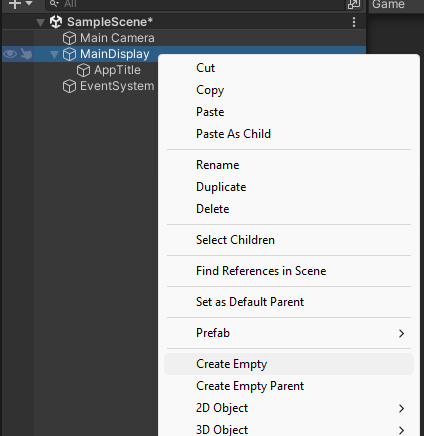 All
Game
SampleScene*
Main Camera
MainDisplay
AppTitle
EventSystem
Cut
Copy
Paste
Paste As Child
Rename
Duplicate
Delete
Select Children
Find References in Scene
Set as Default Parent
Prefab
Create Empty
Create Empty Parent
2D Object
3D Object